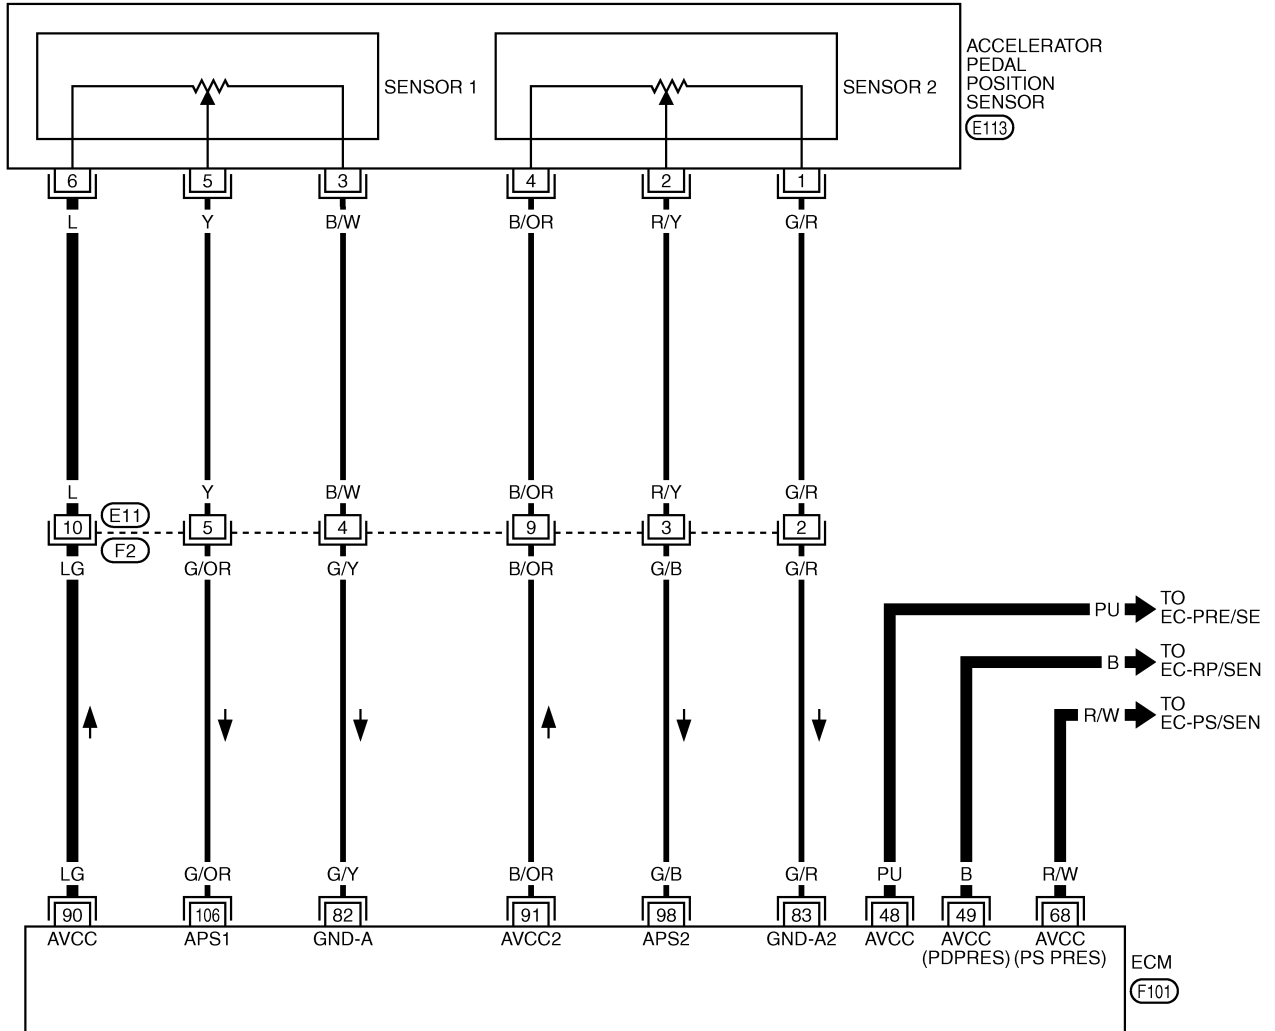 SENSOR 1
SENSOR 2
ACCELERATOR
PEDAL
POSITION
SENSOR
E113
6 5 3 4 2 1
L Y B/W B/OR R/Y G/R
L Y B/W B/OR R/Y G/R
E11
10 5 4 9 3 2
F2
LG G/OR G/Y B/OR G/B G/R
PU
TO
EC-PRE/SE
B
TO
EC-RP/SEN
R/W
TO
EC-PS/SEN
LG G/OR G/Y B/OR G/B G/R PU B R/W
90 106 82 91 98 83 48 49 68
AVCC APS1 GND-A AVCC2 APS2 GND-A2 AVCC AVCC AVCC
(PDPRES) (PS PRES)
ECM
F101